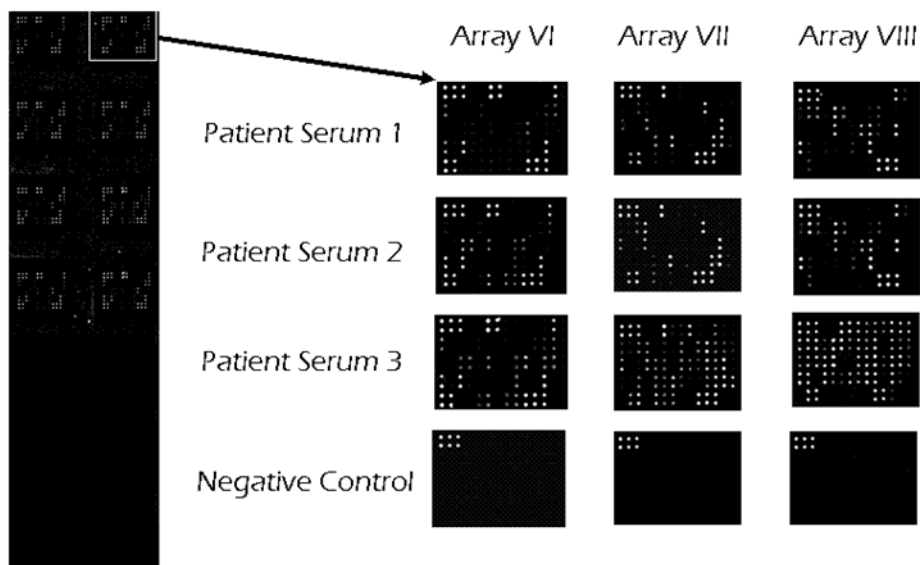 Array VI Array VII Array VIII
Patient Serum 1
Patient Serum 2
Patient Serum 3
Negative Control